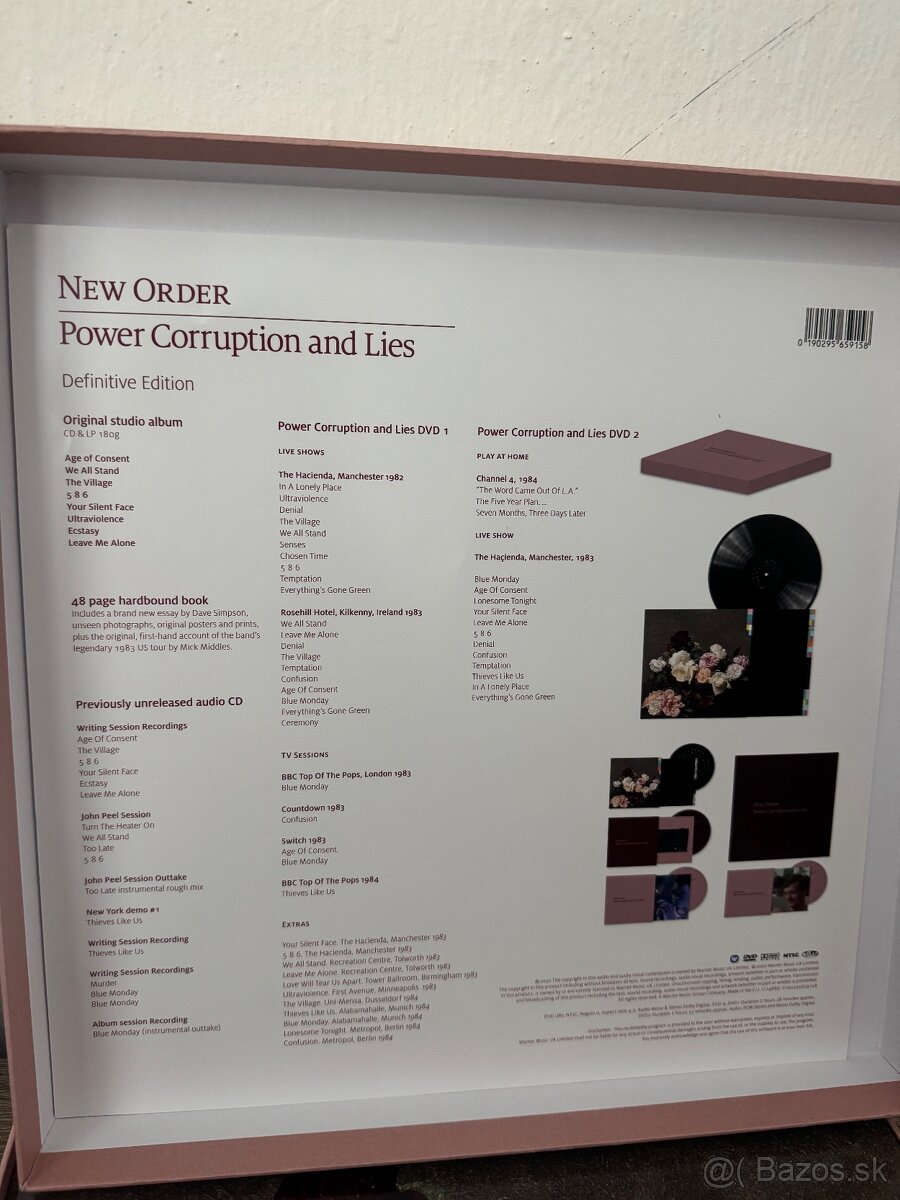 NEW ORDER
Power Corruption and Lies
Definitive Edition
0 190295 659158
Original studio album
CD & LP 180g
Age of Consent
We All Stand
The Village
5 8 6
Your Silent Face
Ultraviolence
Ecstasy
Leave Me Alone
48 page hardbound book
Includes a brand new essay by Dave Simpson,
unseen photographs, original posters and prints,
plus the original, first-hand account of the band's
legendary 1983 US tour by Mick Middles.
Previously unreleased audio CD
Writing Session Recordings
Age Of Consent
The Village
5 8 6
Your Silent Face
Ecstasy
Leave Me Alone
John Peel Session
Turn The Heater On
We All Stand
Too Late
5 8 6
John Peel Session Outtake
Too Late instrumental rough mix
New York demo #1
Thieves Like Us
Writing Session Recording
Thieves Like Us
Writing Session Recordings
Murder
Blue Monday
Blue Monday
Album session Recording
Blue Monday (instrumental outtake)
Power Corruption and Lies DVD 1
LIVE SHOWS
The Hacienda, Manchester 1982
In A Lonely Place
Ultraviolence
Denial
The Village
We All Stand
Senses
Chosen Time
5 8 6
Temptation
Everything's Gone Green
Rosehill Hotel, Kilkenny, Ireland 1983
We All Stand
Leave Me Alone
Denial
The Village
Temptation
Confusion
Age Of Consent
Blue Monday
Everything's Gone Green
Ceremony
TV SESSIONS
BBC Top Of The Pops, London 1983
Blue Monday
Countdown 1983
Confusion
Switch 1983
Age Of Consent
Blue Monday
BBC Top Of The Pops 1984
Thieves Like Us
EXTRAS
Your Silent Face. The Hacienda, Manchester 1983
5 8 6. The Hacienda, Manchester 1983
We All Stand. Recreation Centre, Tolworth 1983
Leave Me Alone. Recreation Centre, Tolworth 1983
Love Will Tear Us Apart. Tower Ballroom, Birmingham 1983
Ultraviolence. First Avenue, Minneapolis 1983
The Village. Uni-Mensa, Dusseldorf 1984
Thieves Like Us. Alabamahalle, Munich 1984
Blue Monday. Alabamahalle, Munich 1984
Lonesome Tonight. Metropol, Berlin 1984
Confusion. Metropol, Berlin 1984
Power Corruption and Lies DVD 2
PLAY AT HOME
Channel 4, 1984
"The Word Came Out Of L.A."
The Five Year Plan....
Seven Months, Three Days Later
LIVE SHOW
The Haçienda, Manchester, 1983
Blue Monday
Age Of Consent
Lonesome Tonight
Your Silent Face
Leave Me Alone
5 8 6
Denial
Confusion
Temptation
Thieves Like Us
In A Lonely Place
Everything's Gone Green
DVD
NTSC
@( Bazos.sk